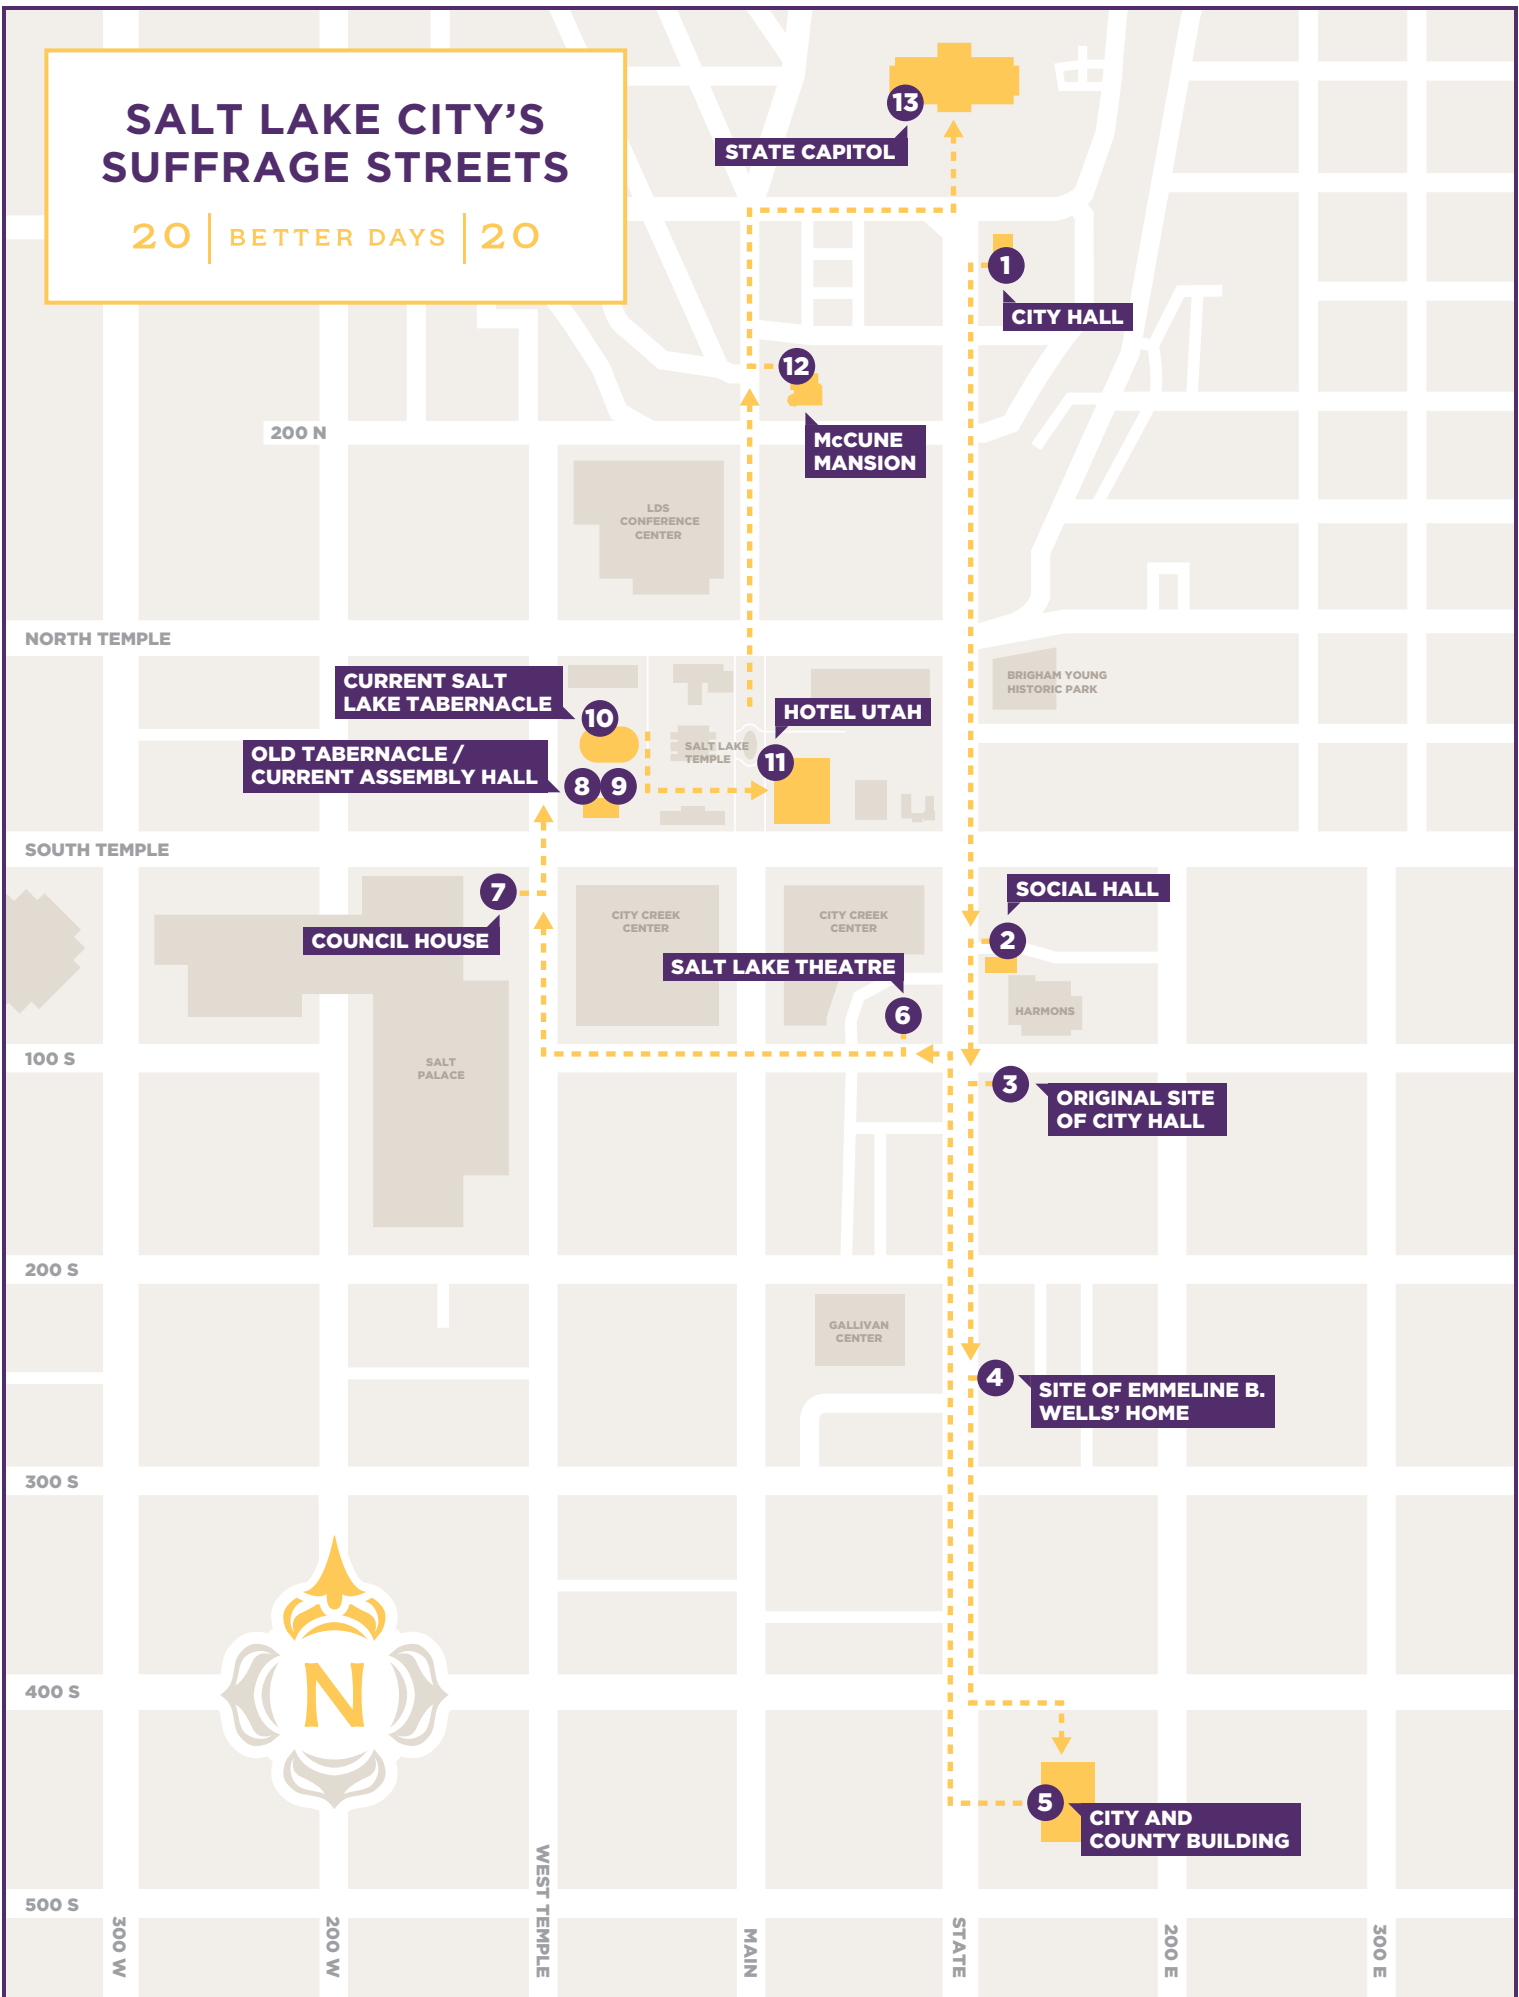 SALT LAKE CITY’S
SUFFRAGE STREETS
20 | BETTER DAYS | 20
13
STATE CAPITOL
1
CITY HALL
12
McCUNE
MANSION
200 N
LDS
CONFERENCE
CENTER
NORTH TEMPLE
BRIGHAM YOUNG
HISTORIC PARK
CURRENT SALT
LAKE TABERNACLE
10
HOTEL UTAH
11
SALT LAKE
TEMPLE
OLD TABERNACLE /
CURRENT ASSEMBLY HALL
8
9
SOUTH TEMPLE
7
COUNCIL HOUSE
CITY CREEK
CENTER
CITY CREEK
CENTER
SOCIAL HALL
2
SALT LAKE THEATRE
6
HARMONS
100 S
SALT
PALACE
3
ORIGINAL SITE
OF CITY HALL
200 S
GALLIVAN
CENTER
4
SITE OF EMMELINE B.
WELLS’ HOME
300 S
N
400 S
5
CITY AND
COUNTY BUILDING
500 S
300 W
200 W
WEST TEMPLE
MAIN
STATE
200 E
300 E